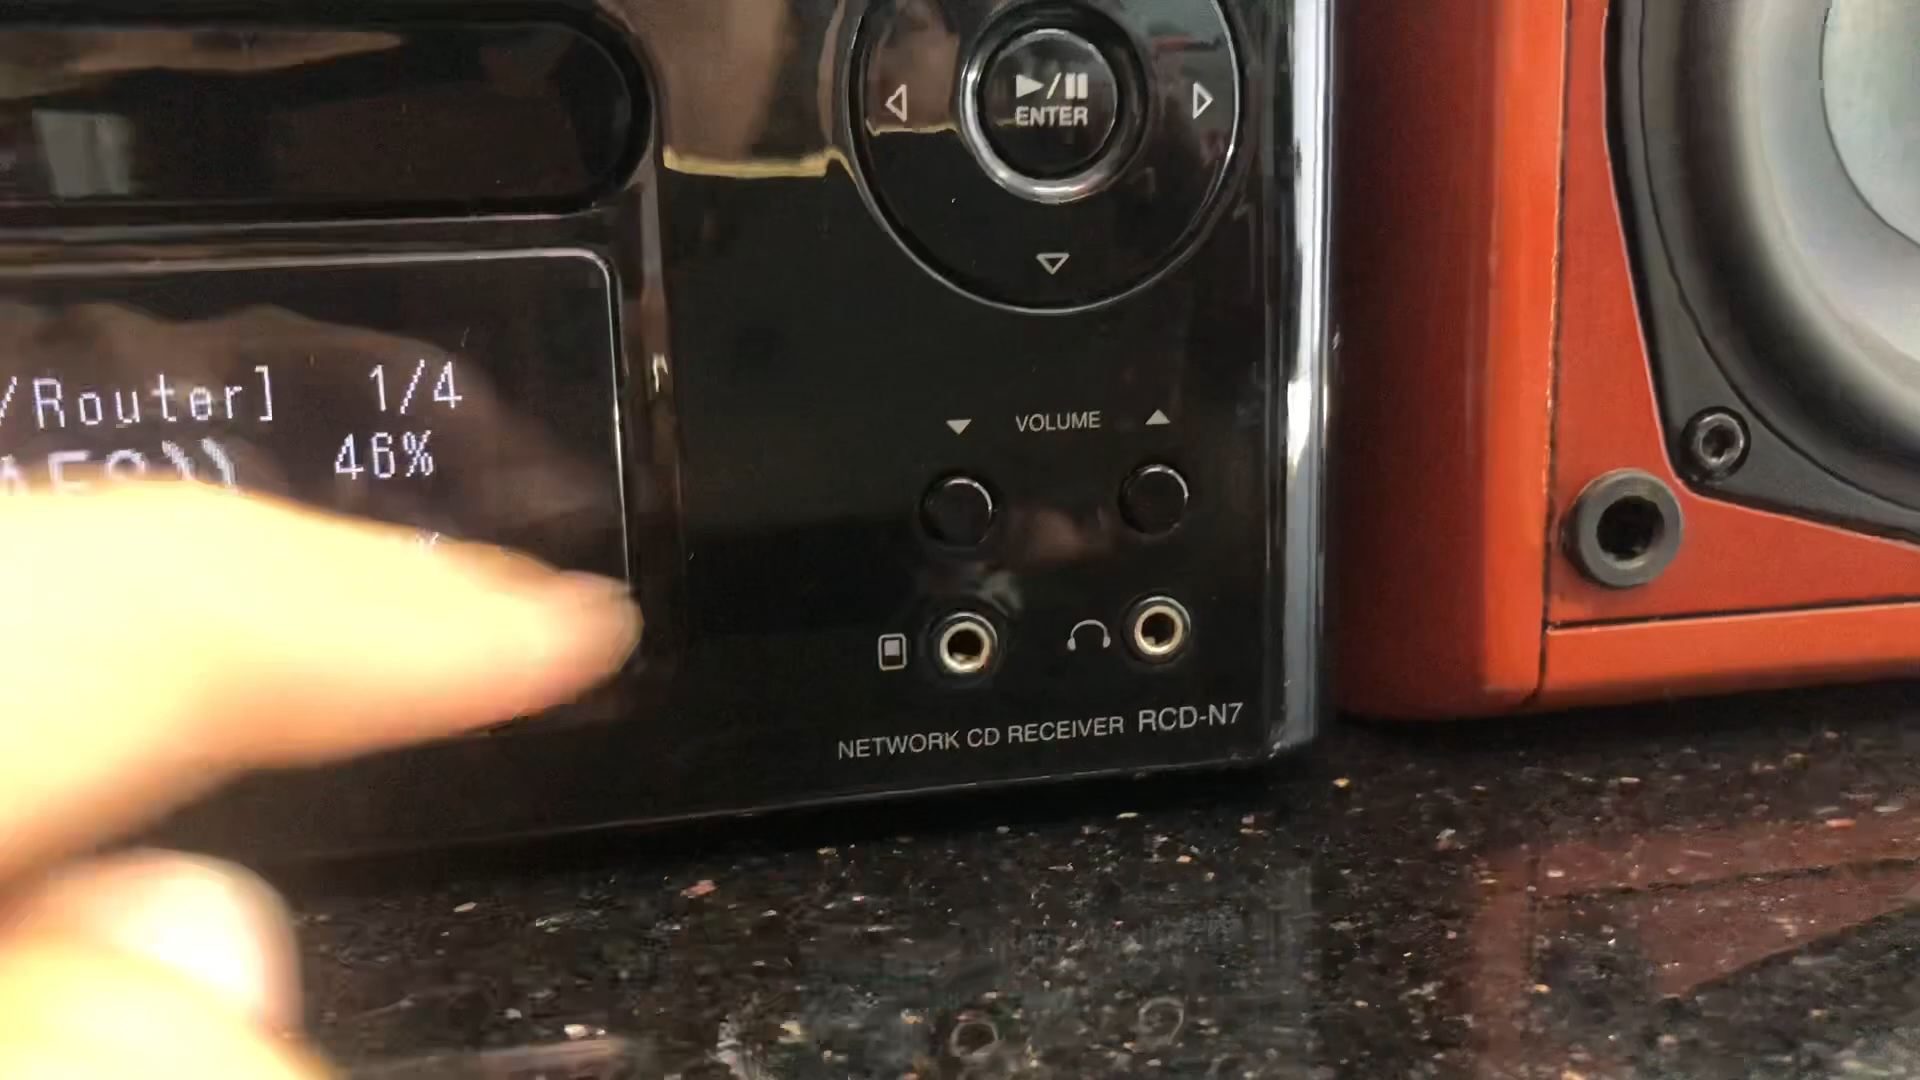 ▶/⏸
ENTER
/Router] 1/4
46%
VOLUME
NETWORK CD RECEIVER RCD-N7